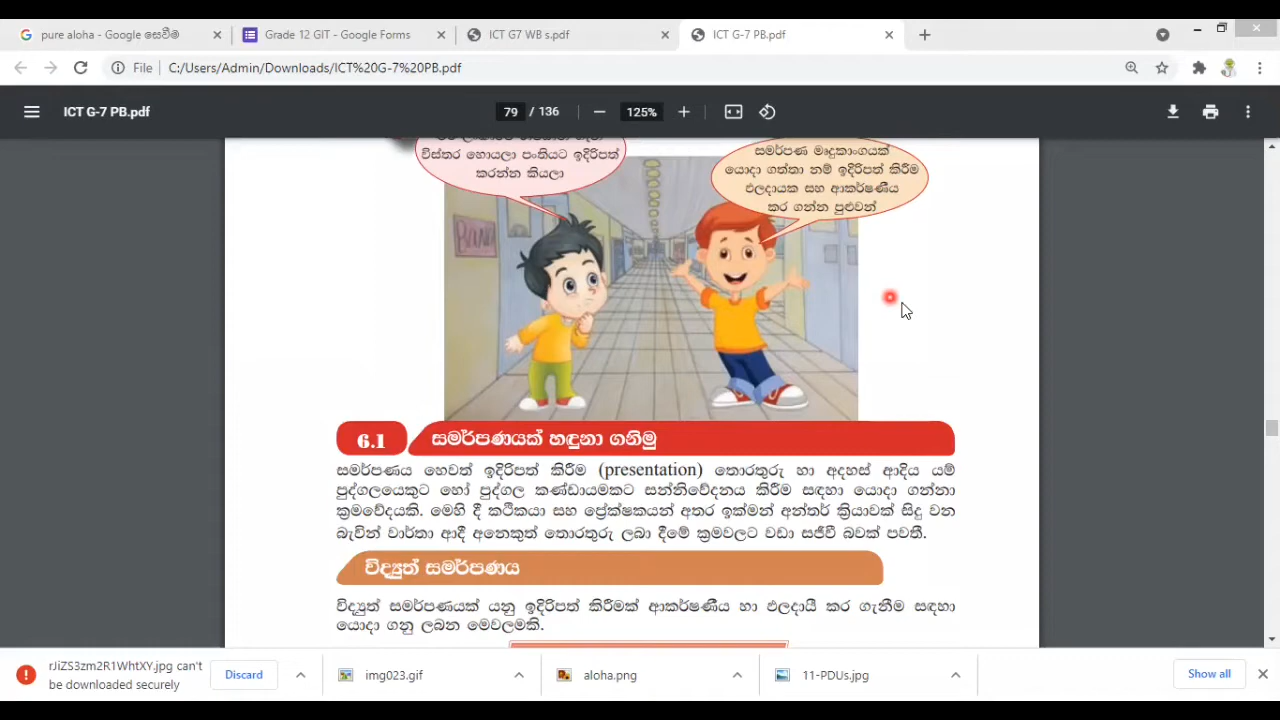 pure aloha - Google සෙවීම
Grade 12 GIT - Google Forms
ICT G7 WB s.pdf
ICT G-7 PB.pdf
File
C:/Users/Admin/Downloads/ICT%20G-7%20PB.pdf
ICT G-7 PB.pdf
79 / 136
125%
විස්තර හොයලා පංතියට ඉදිරිපත්
කරන්න කියලා
සමර්පණ මෘදුකාංගයක්
යොදා ගත්තා නම් ඉදිරිපත් කිරීම
ඵලදායක සහ ආකර්ෂණීය
කර ගන්න පුළුවන්
6.1 සමර්පණයක් හඳුනා ගනිමු
සමර්පණය හෙවත් ඉදිරිපත් කිරීම (presentation) තොරතුරු හා අදහස් ආදිය යම්
පුද්ගලයෙකුට හෝ පුද්ගල කණ්ඩායමකට සන්නිවේදනය කිරීම සඳහා යොදා ගන්නා
ක්‍රමවේදයකි. මෙහි දී කථිකයා සහ ප්‍රේක්ෂකයන් අතර ඉක්මන් අන්තර් ක්‍රියාවක් සිදු වන
බැවින් වාර්තා ආදී අනෙකුත් තොරතුරු ලබා දීමේ ක්‍රමවලට වඩා සජීවී බවක් පවතී.
විද්‍යුත් සමර්පණය
විද්‍යුත් සමර්පණයක් යනු ඉදිරිපත් කිරීමක් ආකර්ෂණීය හා ඵලදායී කර ගැනීම සඳහා
යොදා ගනු ලබන මෙවලමකි.
rJiZS3zm2R1WhtXY.jpg can't
be downloaded securely
Discard
img023.gif
aloha.png
11-PDUs.jpg
Show all